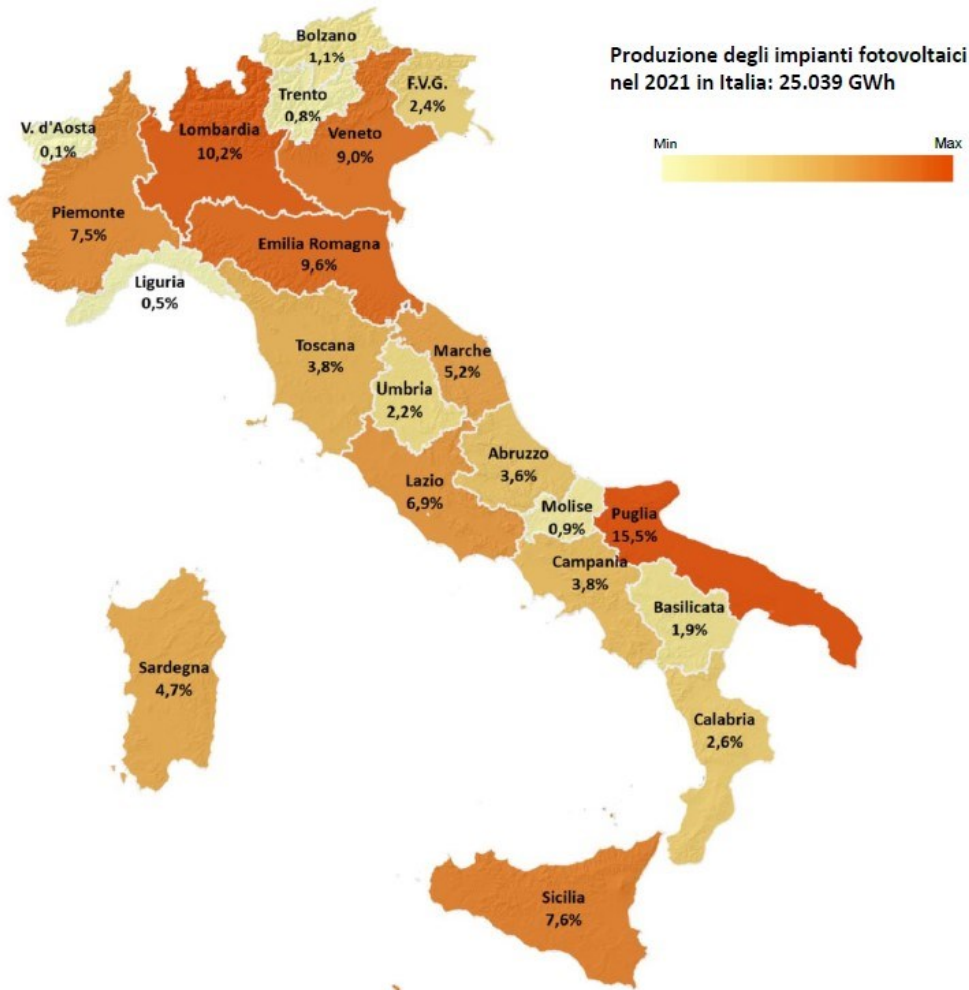 Produzione degli impianti fotovoltaici
nel 2021 in Italia: 25.039 GWh
Min
Max
Bolzano
1,1%
Trento
0,8%
F.V.G.
2,4%
V. d'Aosta
0,1%
Lombardia
10,2%
Veneto
9,0%
Piemonte
7,5%
Emilia Romagna
9,6%
Liguria
0,5%
Toscana
3,8%
Marche
5,2%
Umbria
2,2%
Abruzzo
3,6%
Lazio
6,9%
Molise
0,9%
Puglia
15,5%
Campania
3,8%
Basilicata
1,9%
Sardegna
4,7%
Calabria
2,6%
Sicilia
7,6%